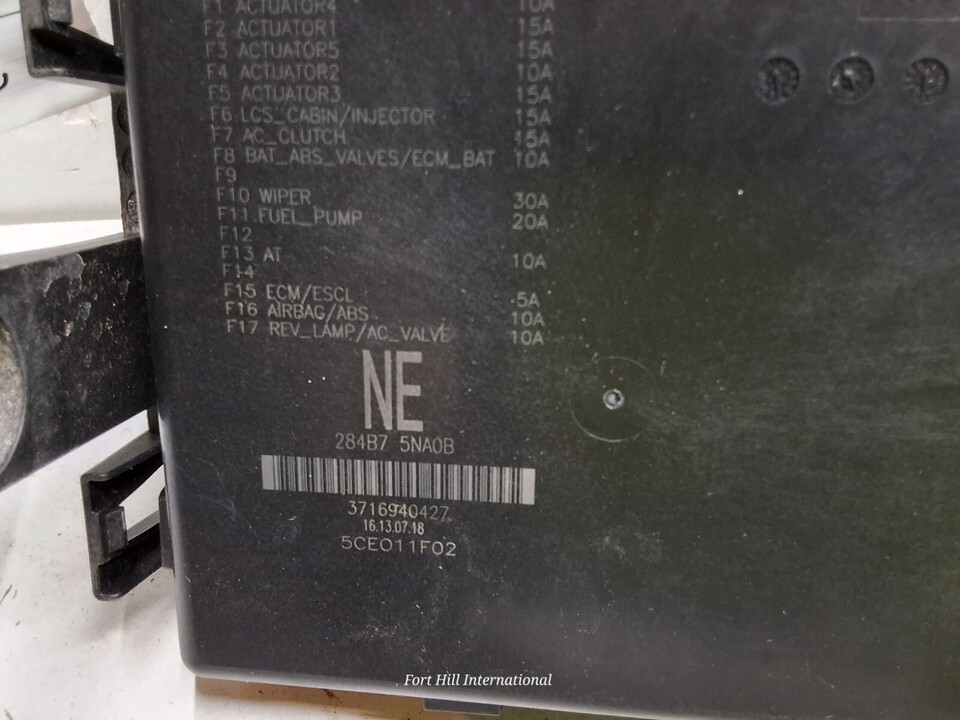 F1 ACTUATOR4 10A
F2 ACTUATOR1 15A
F3 ACTUATOR5 15A
F4 ACTUATOR2 10A
F5 ACTUATOR3 15A
F6 LCS_CABIN/INJECTOR 15A
F7 AC_CLUTCH 15A
F8 BAT_ABS_VALVES/ECM_BAT 10A
F9
F10 WIPER 30A
F11 FUEL_PUMP 20A
F12
F13 AT 10A
F14
F15 ECM/ESCL 5A
F16 AIRBAG/ABS 10A
F17 REV_LAMP/AC_VALVE 10A
NE
284B7 5NA0B
3716940427
16.13.07.18
5CE011F02
Fort Hill International